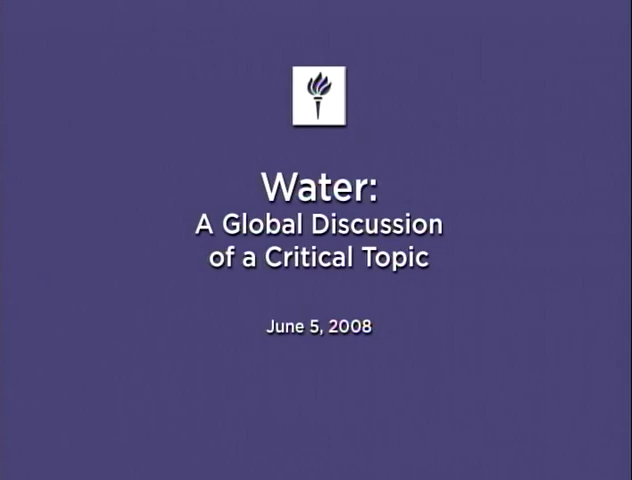 Water:
A Global Discussion
of a Critical Topic
June 5, 2008